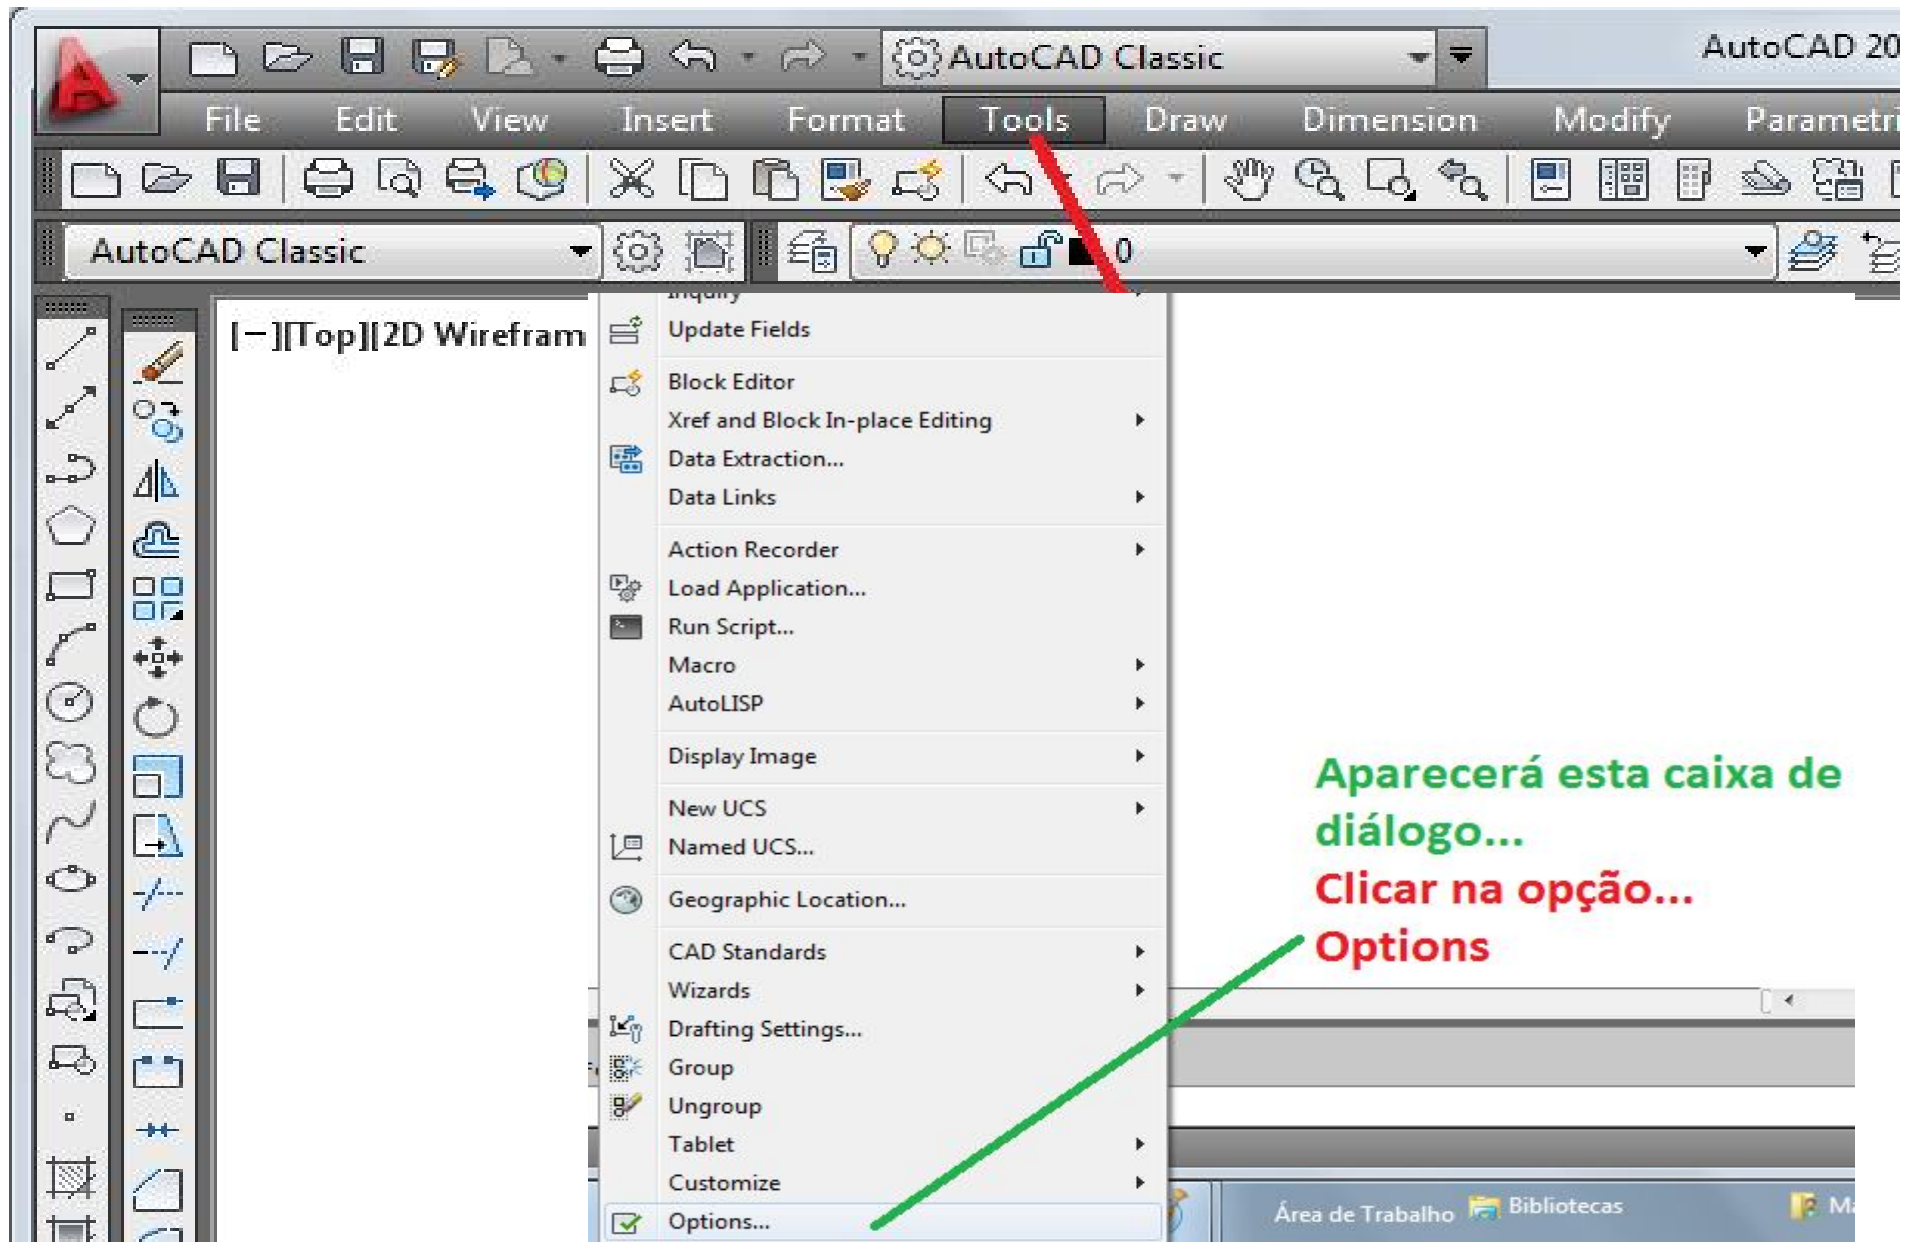 AutoCAD Classic
AutoCAD 20
File Edit View Insert Format Tools Draw Dimension Modify Parametri
AutoCAD Classic
0
[−][Top][2D Wirefram
Inquiry
Update Fields
Block Editor
Xref and Block In-place Editing
Data Extraction...
Data Links
Action Recorder
Load Application...
Run Script...
Macro
AutoLISP
Display Image
New UCS
Named UCS...
Geographic Location...
CAD Standards
Wizards
Drafting Settings...
Group
Ungroup
Tablet
Customize
Options...
Aparecerá esta caixa de
diálogo...
Clicar na opção...
Options
Área de Trabalho Bibliotecas